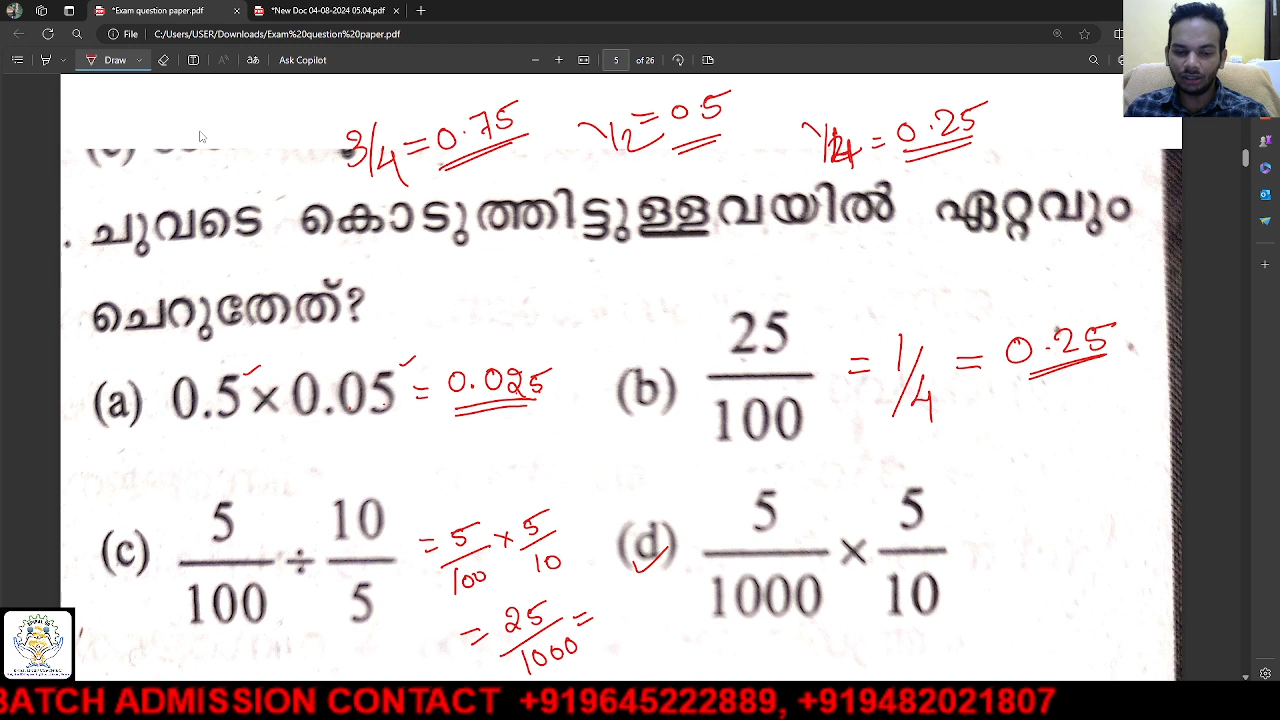 *Exam question paper.pdf
*New Doc 04-08-2024 05.04.pdf
File C:/Users/USER/Downloads/Exam%20question%20paper.pdf
Draw Ask Copilot 5 of 26
3/4 = 0.75 1/2 = 0.5 1/4 = 0.25
. ചുവടെ കൊടുത്തിട്ടുള്ളവയിൽ ഏറ്റവും
ചെറുതേത്?
(a) 0.5×0.05 = 0.025
(b) 25/100 = 1/4 = 0.25
(c) 5/100 ÷ 10/5 = 5/100 × 5/10
= 25/1000 =
(d) 5/1000 × 5/10
BATCH ADMISSION CONTACT +919645222889, +919482021807